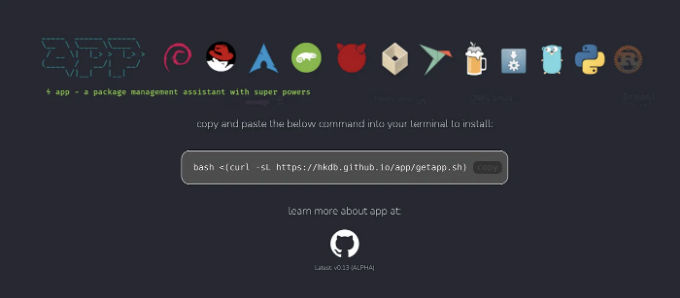 app - a package management assistant with super powers
copy and paste the below command into your terminal to install:
bash <(curl -sL https://hkdb.github.io/app/getapp.sh) copy
learn more about app at:
Latest: v0.13 (ALPHA)